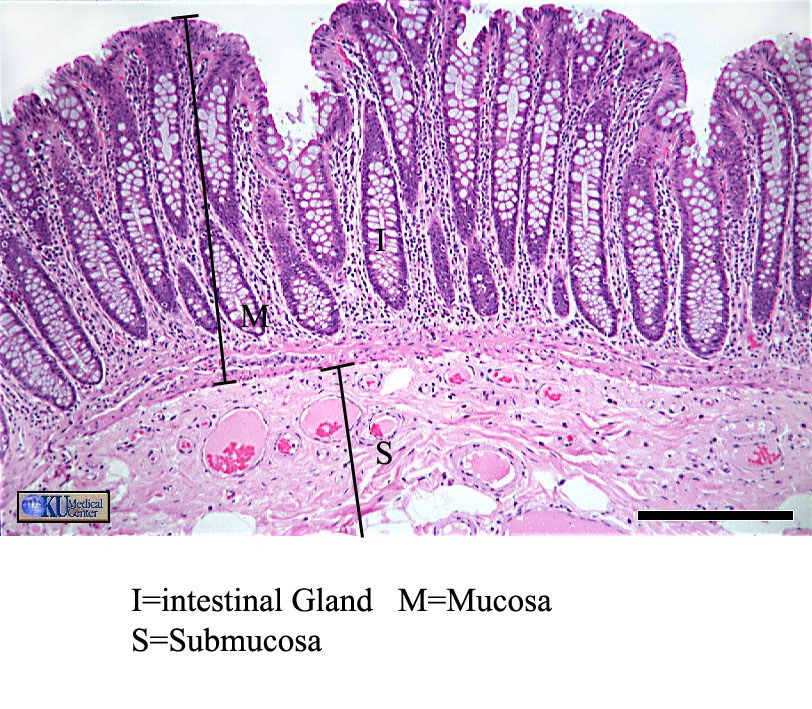 I
M
S
KU Medical
Center
I=intestinal Gland M=Mucosa
S=Submucosa